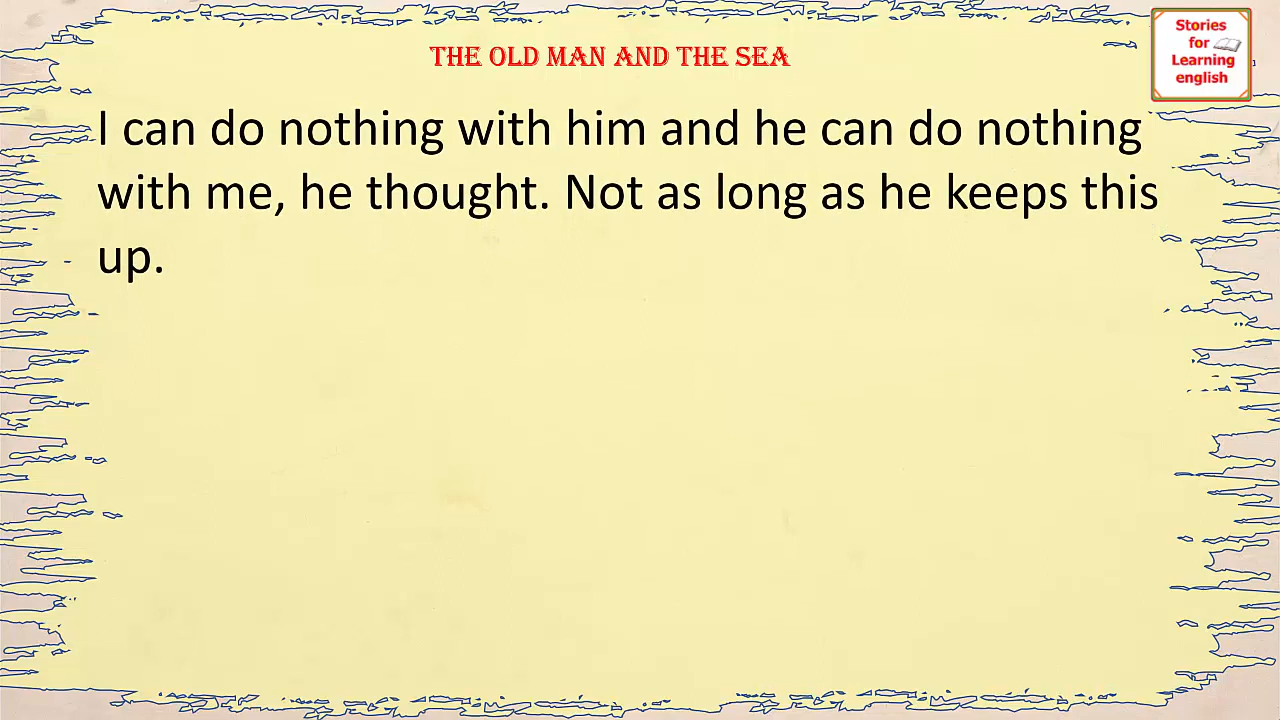 THE OLD MAN AND THE SEA
Stories
for
Learning
english
I can do nothing with him and he can do nothing
with me, he thought. Not as long as he keeps this
up.